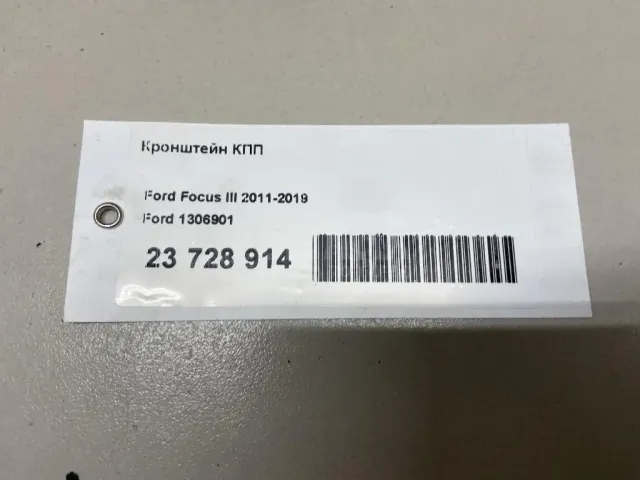 Кронштейн КПП
Ford Focus III 2011-2019
Ford 1306901
23 728 914